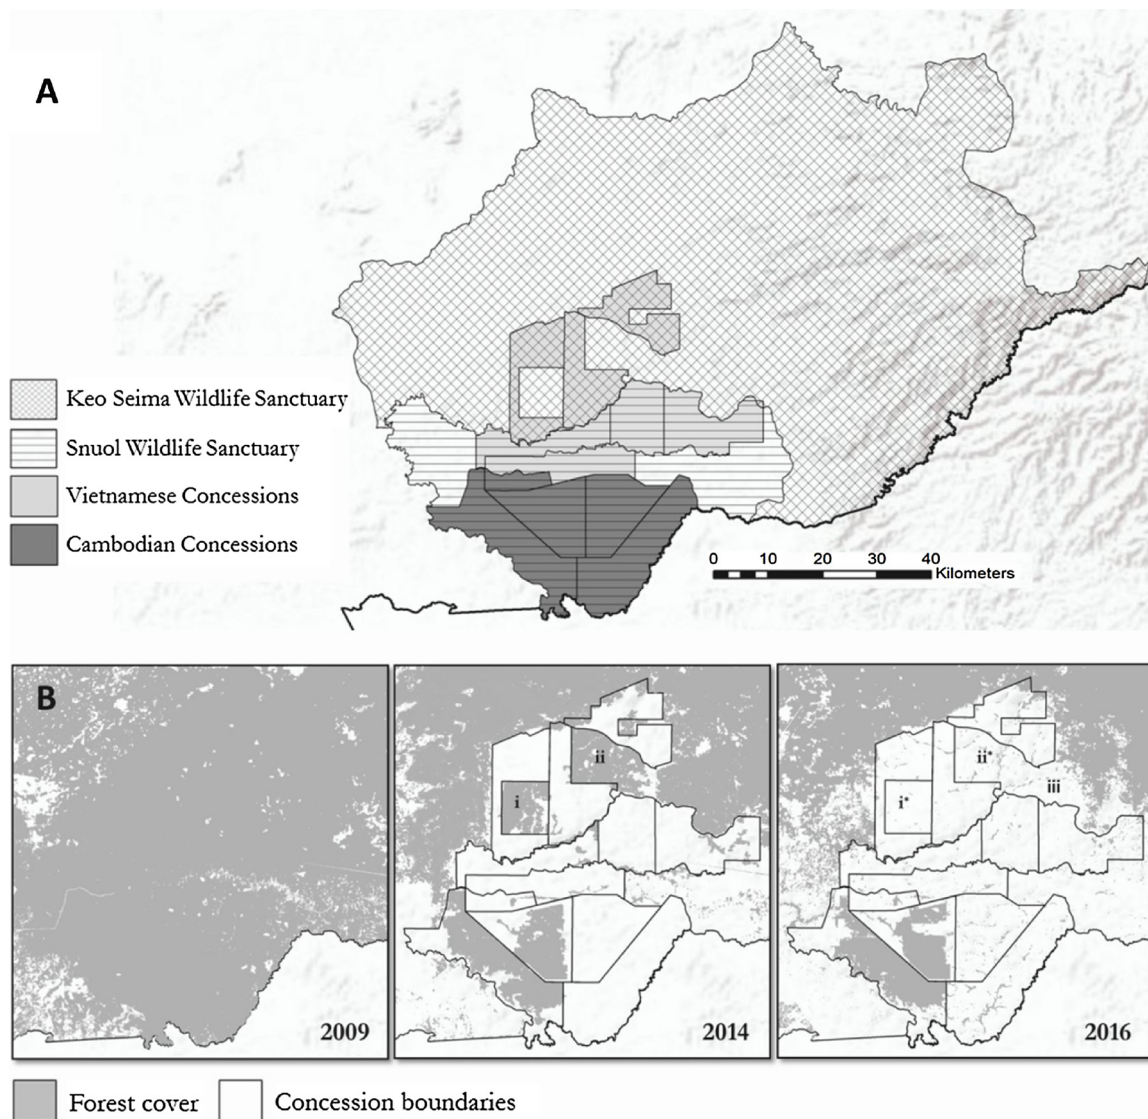 A
Keo Seima Wildlife Sanctuary
Snuol Wildlife Sanctuary
Vietnamese Concessions
Cambodian Concessions
0 10 20 30 40
Kilometers
B
i
ii
i*
ii*
iii
2009
2014
2016
Forest cover
Concession boundaries